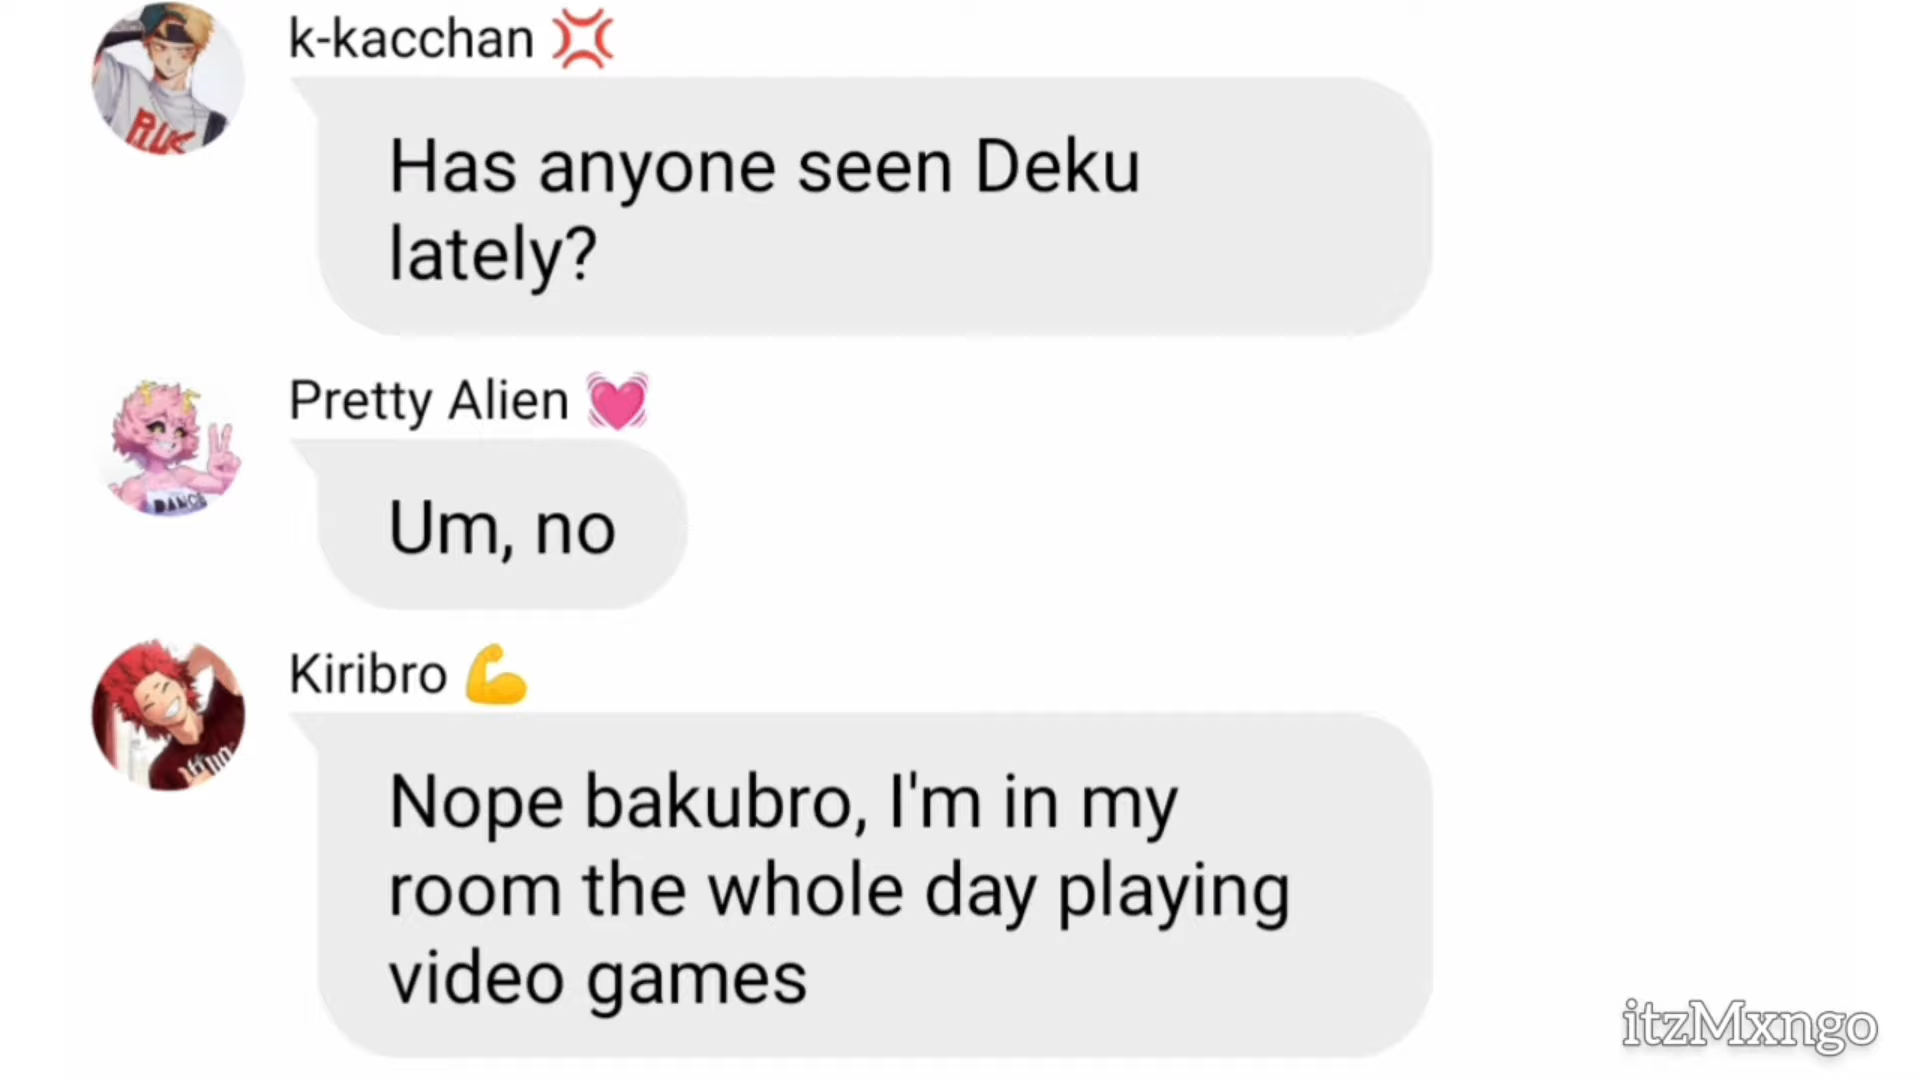 k-kacchan 💢
Has anyone seen Deku
lately?
Pretty Alien 💓
DANCE
Um, no
Kiribro 💪
Nope bakubro, I'm in my
room the whole day playing
video games
itzMxngo